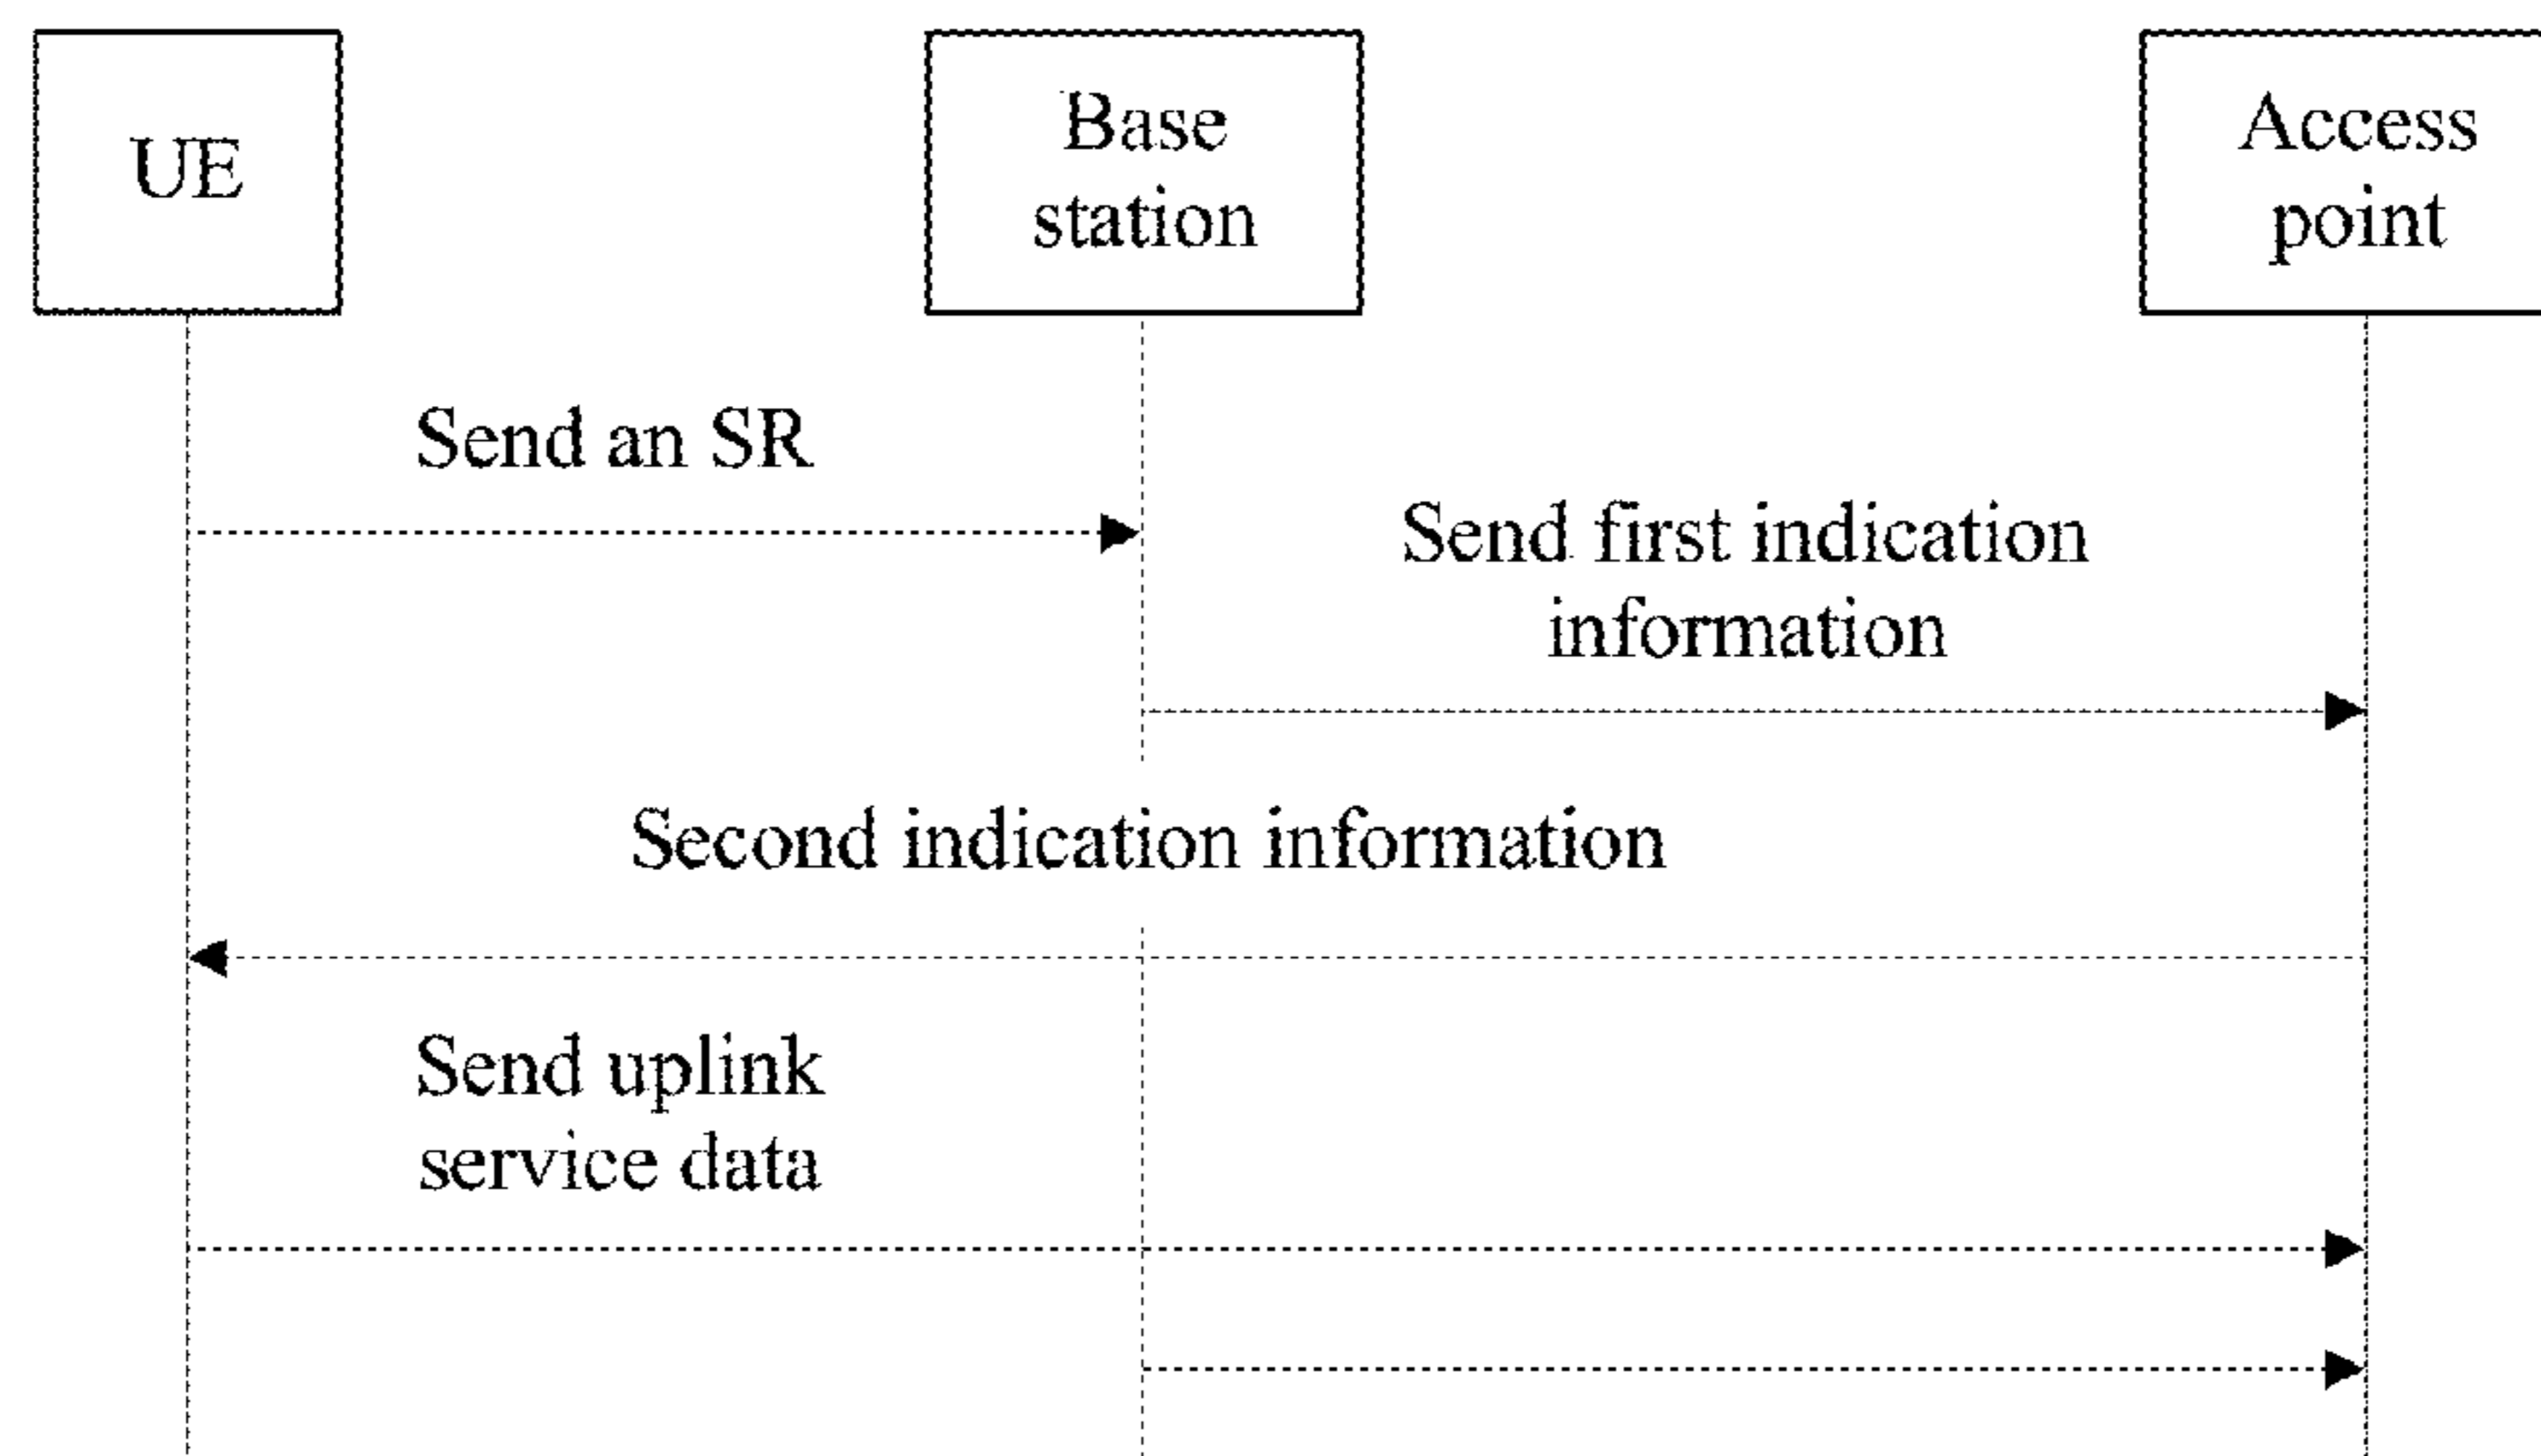 UE
Base
station
Access
point
Send an SR
Send first indication
information
Second indication information
Send uplink
service data